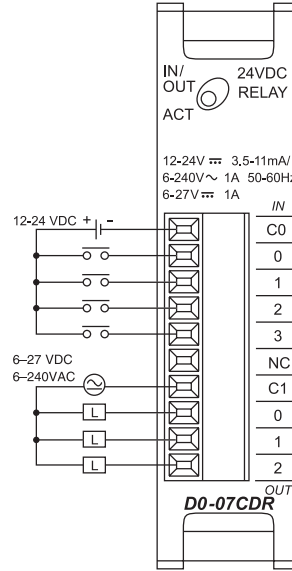 IN/
OUT
ACT
24VDC
RELAY
12-24V ⎓ 3.5-11mA/
6-240V∿ 1A 50-60Hz
6-27V⎓ 1A
IN
12-24 VDC + -
C0
0
1
2
3
NC
6–27 VDC
6–240VAC
C1
L 0
L 1
L 2
OUT
D0-07CDR